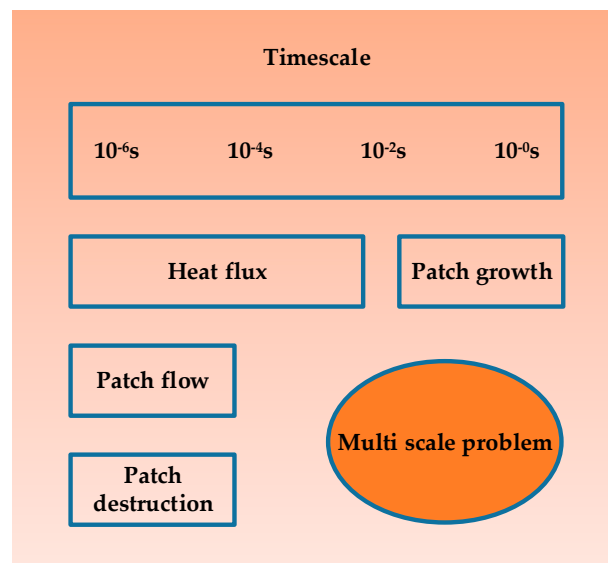 Timescale
10⁻⁶s 10⁻⁴s 10⁻²s 10⁻⁰s
Heat flux Patch growth
Patch flow
Multi scale problem
Patch
destruction